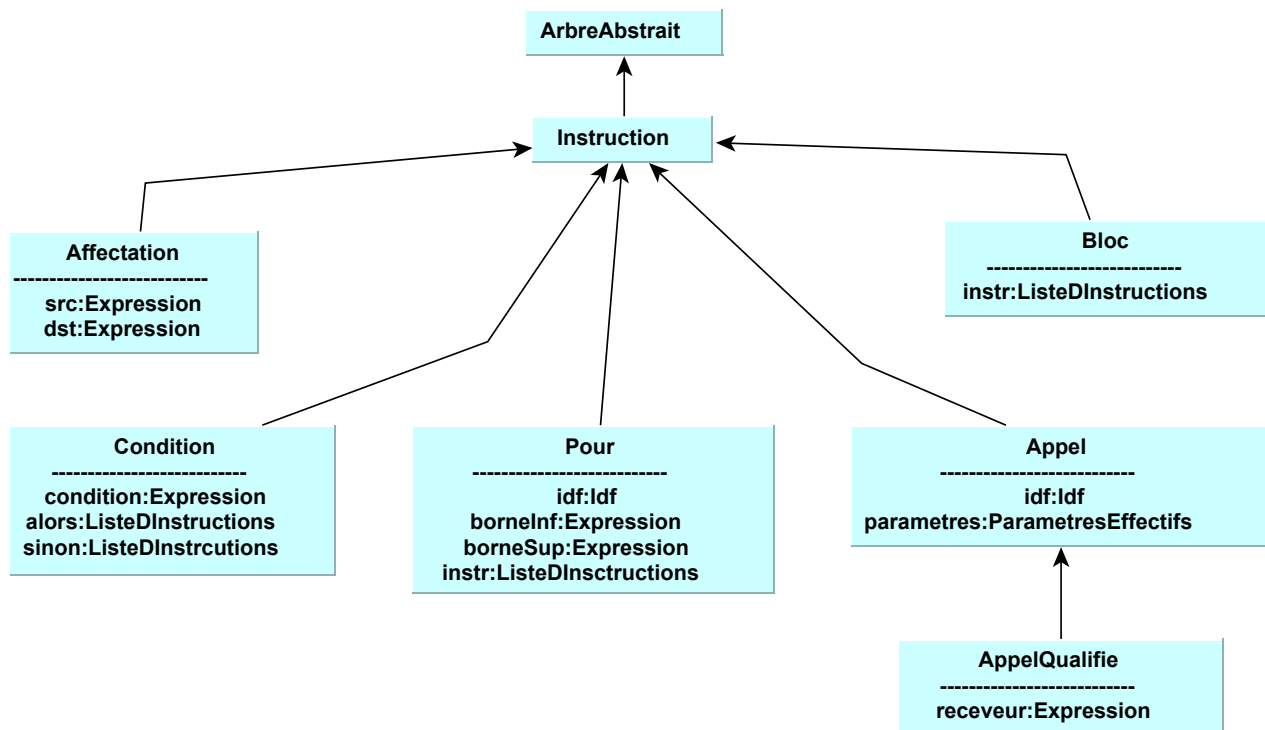 ArbreAbstrait
Instruction
Affectation
---------------------------
src:Expression
dst:Expression
Bloc
---------------------------
instr:ListeDInstructions
Condition
---------------------------
condition:Expression
alors:ListeDInstructions
sinon:ListeDInstrcutions
Pour
---------------------------
idf:Idf
borneInf:Expression
borneSup:Expression
instr:ListeDInsctructions
Appel
---------------------------
idf:Idf
parametres:ParametresEffectifs
AppelQualifie
---------------------------
receveur:Expression